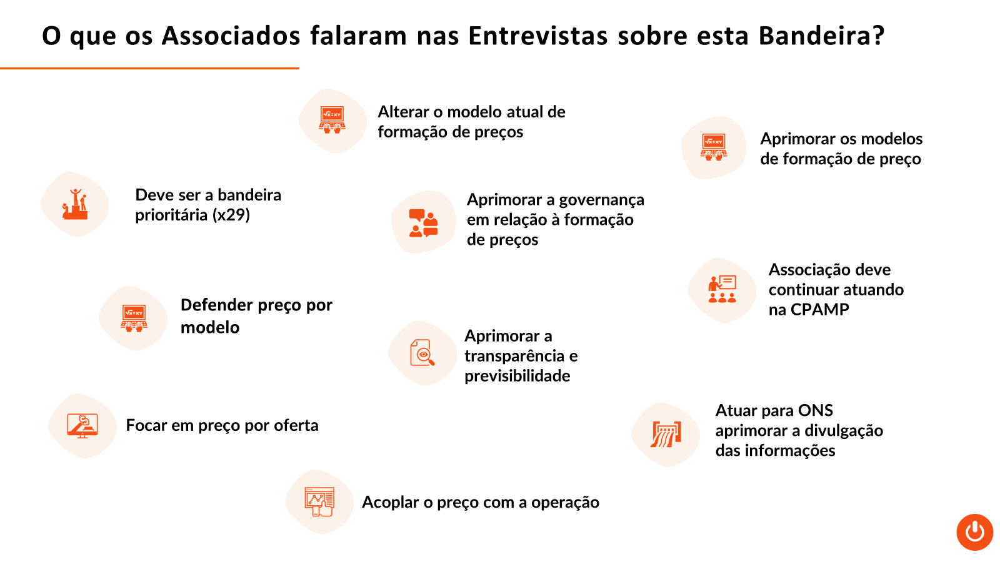 O que os Associados falaram nas Entrevistas sobre esta Bandeira?
Alterar o modelo atual de
formação de preços
Aprimorar os modelos
de formação de preço
Deve ser a bandeira
prioritária (x29)
Aprimorar a governança
em relação à formação
de preços
Associação deve
continuar atuando
na CPAMP
Defender preço por
modelo
Aprimorar a
transparência e
previsibilidade
Atuar para ONS
aprimorar a divulgação
das informações
Focar em preço por oferta
Acoplar o preço com a operação